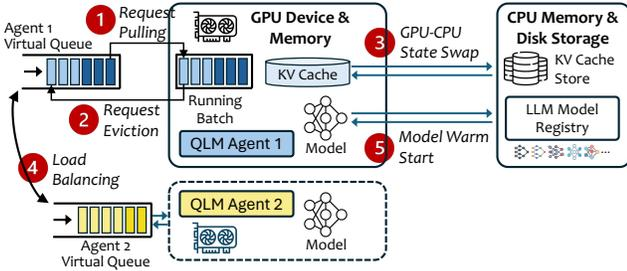 1
Request
Pulling
Agent 1
Virtual Queue
2
Request
Eviction
GPU Device &
Memory
KV Cache
Running
Batch
QLM Agent 1
Model
3
GPU-CPU
State Swap
5
Model Warm
Start
CPU Memory &
Disk Storage
KV Cache
Store
LLM Model
Registry
...
4
Load
Balancing
Agent 2
Virtual Queue
QLM Agent 2
Model